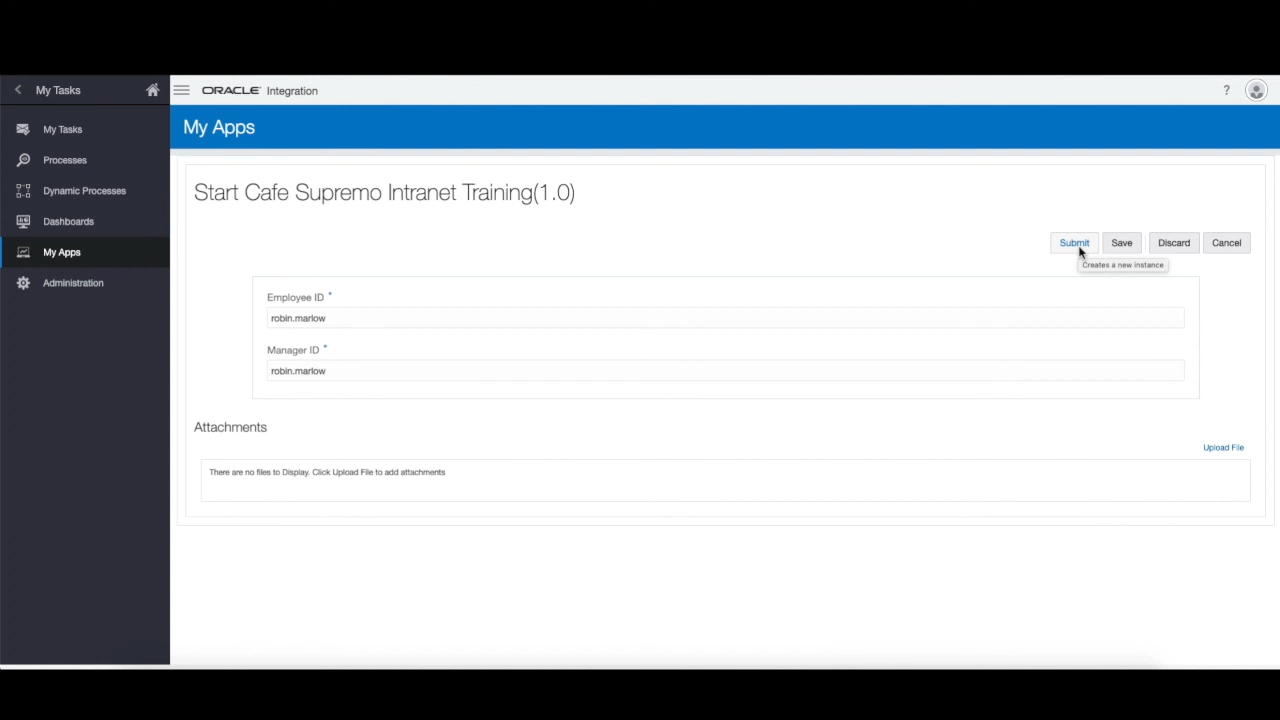 My Tasks
ORACLE Integration
?
My Tasks
Processes
Dynamic Processes
Dashboards
My Apps
Administration
My Apps
Start Cafe Supremo Intranet Training(1.0)
Submit Save Discard Cancel
Creates a new instance
Employee ID *
robin.marlow
Manager ID *
robin.marlow
Attachments
Upload File
There are no files to Display. Click Upload File to add attachments